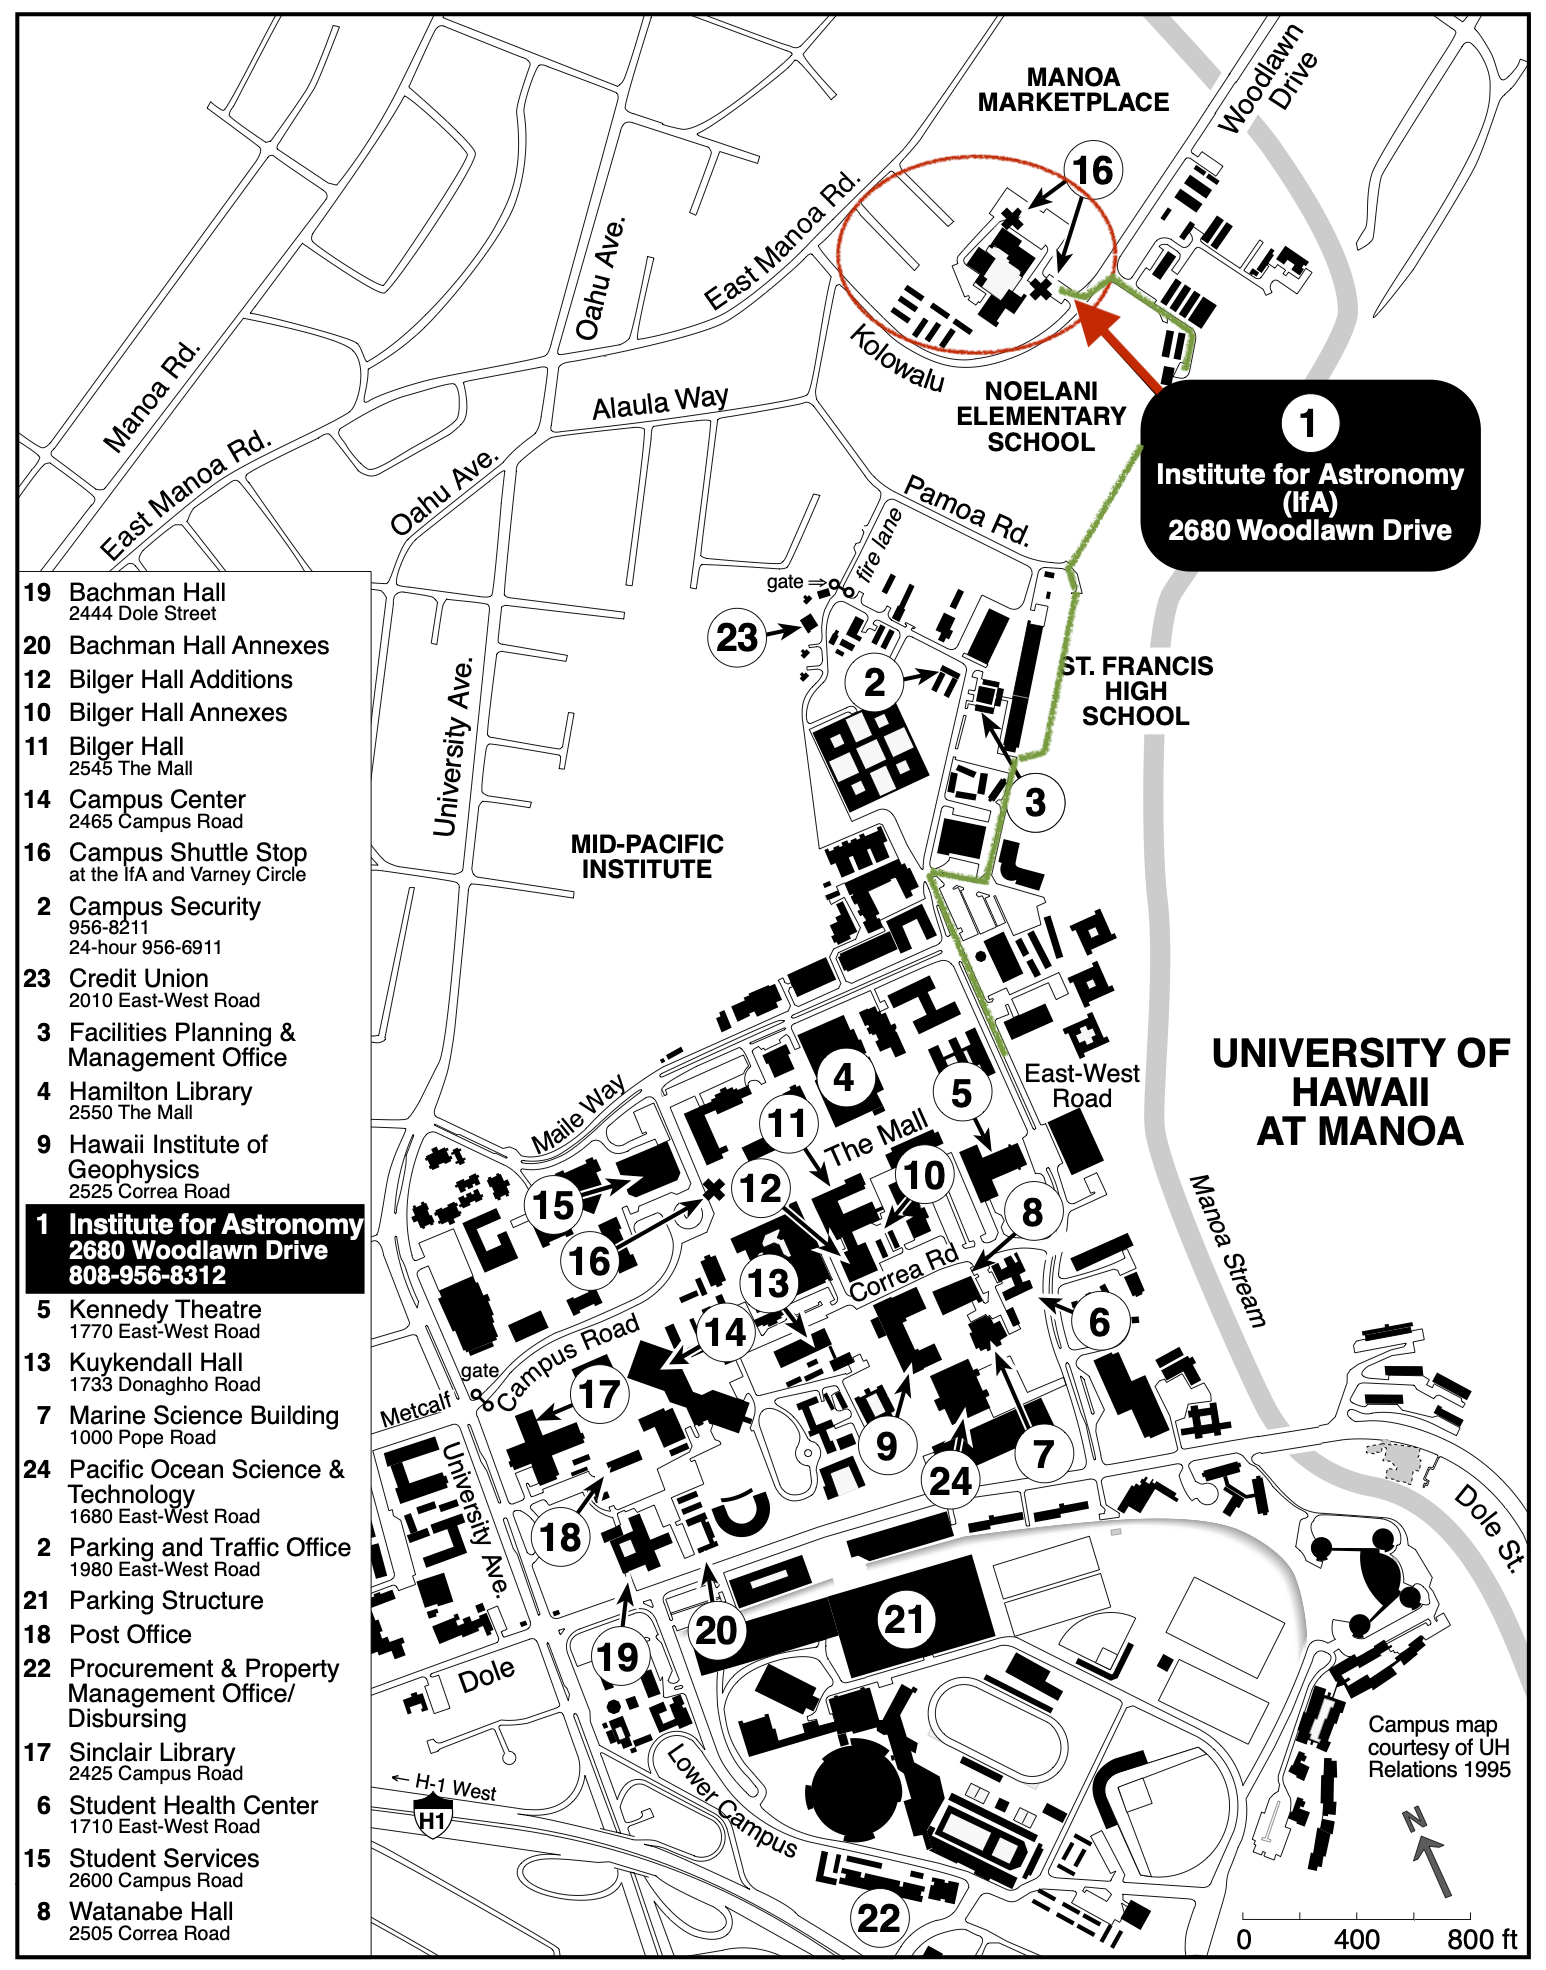 MANOA
MARKETPLACE
Woodlawn
Drive
16
East Manoa Rd.
Oahu Ave.
Manoa Rd.
Kolowalu
NOELANI
ELEMENTARY
SCHOOL
1
Institute for Astronomy
(IfA)
2680 Woodlawn Drive
Alaula Way
East Manoa Rd.
Oahu Ave.
Pamoa Rd.
fire lane
gate ⇒
23
2
ST. FRANCIS
HIGH
SCHOOL
3
University Ave.
MID-PACIFIC
INSTITUTE
UNIVERSITY OF
HAWAII
AT MANOA
East-West
Road
4
5
11
The Mall
Maile Way
10
12
15
8
16
Correa Rd
13
6
Manoa Stream
14
Campus Road
gate
17
Metcalf
9
7
24
University Ave.
18
Dole St.
20
21
19
Dole
Lower Campus
← H-1 West
H1
22
Campus map
courtesy of UH
Relations 1995
N
0 400 800 ft
19 Bachman Hall
2444 Dole Street
20 Bachman Hall Annexes
12 Bilger Hall Additions
10 Bilger Hall Annexes
11 Bilger Hall
2545 The Mall
14 Campus Center
2465 Campus Road
16 Campus Shuttle Stop
at the IfA and Varney Circle
2 Campus Security
956-8211
24-hour 956-6911
23 Credit Union
2010 East-West Road
3 Facilities Planning &
Management Office
4 Hamilton Library
2550 The Mall
9 Hawaii Institute of
Geophysics
2525 Correa Road
1 Institute for Astronomy
2680 Woodlawn Drive
808-956-8312
5 Kennedy Theatre
1770 East-West Road
13 Kuykendall Hall
1733 Donaghho Road
7 Marine Science Building
1000 Pope Road
24 Pacific Ocean Science &
Technology
1680 East-West Road
2 Parking and Traffic Office
1980 East-West Road
21 Parking Structure
18 Post Office
22 Procurement & Property
Management Office/
Disbursing
17 Sinclair Library
2425 Campus Road
6 Student Health Center
1710 East-West Road
15 Student Services
2600 Campus Road
8 Watanabe Hall
2505 Correa Road